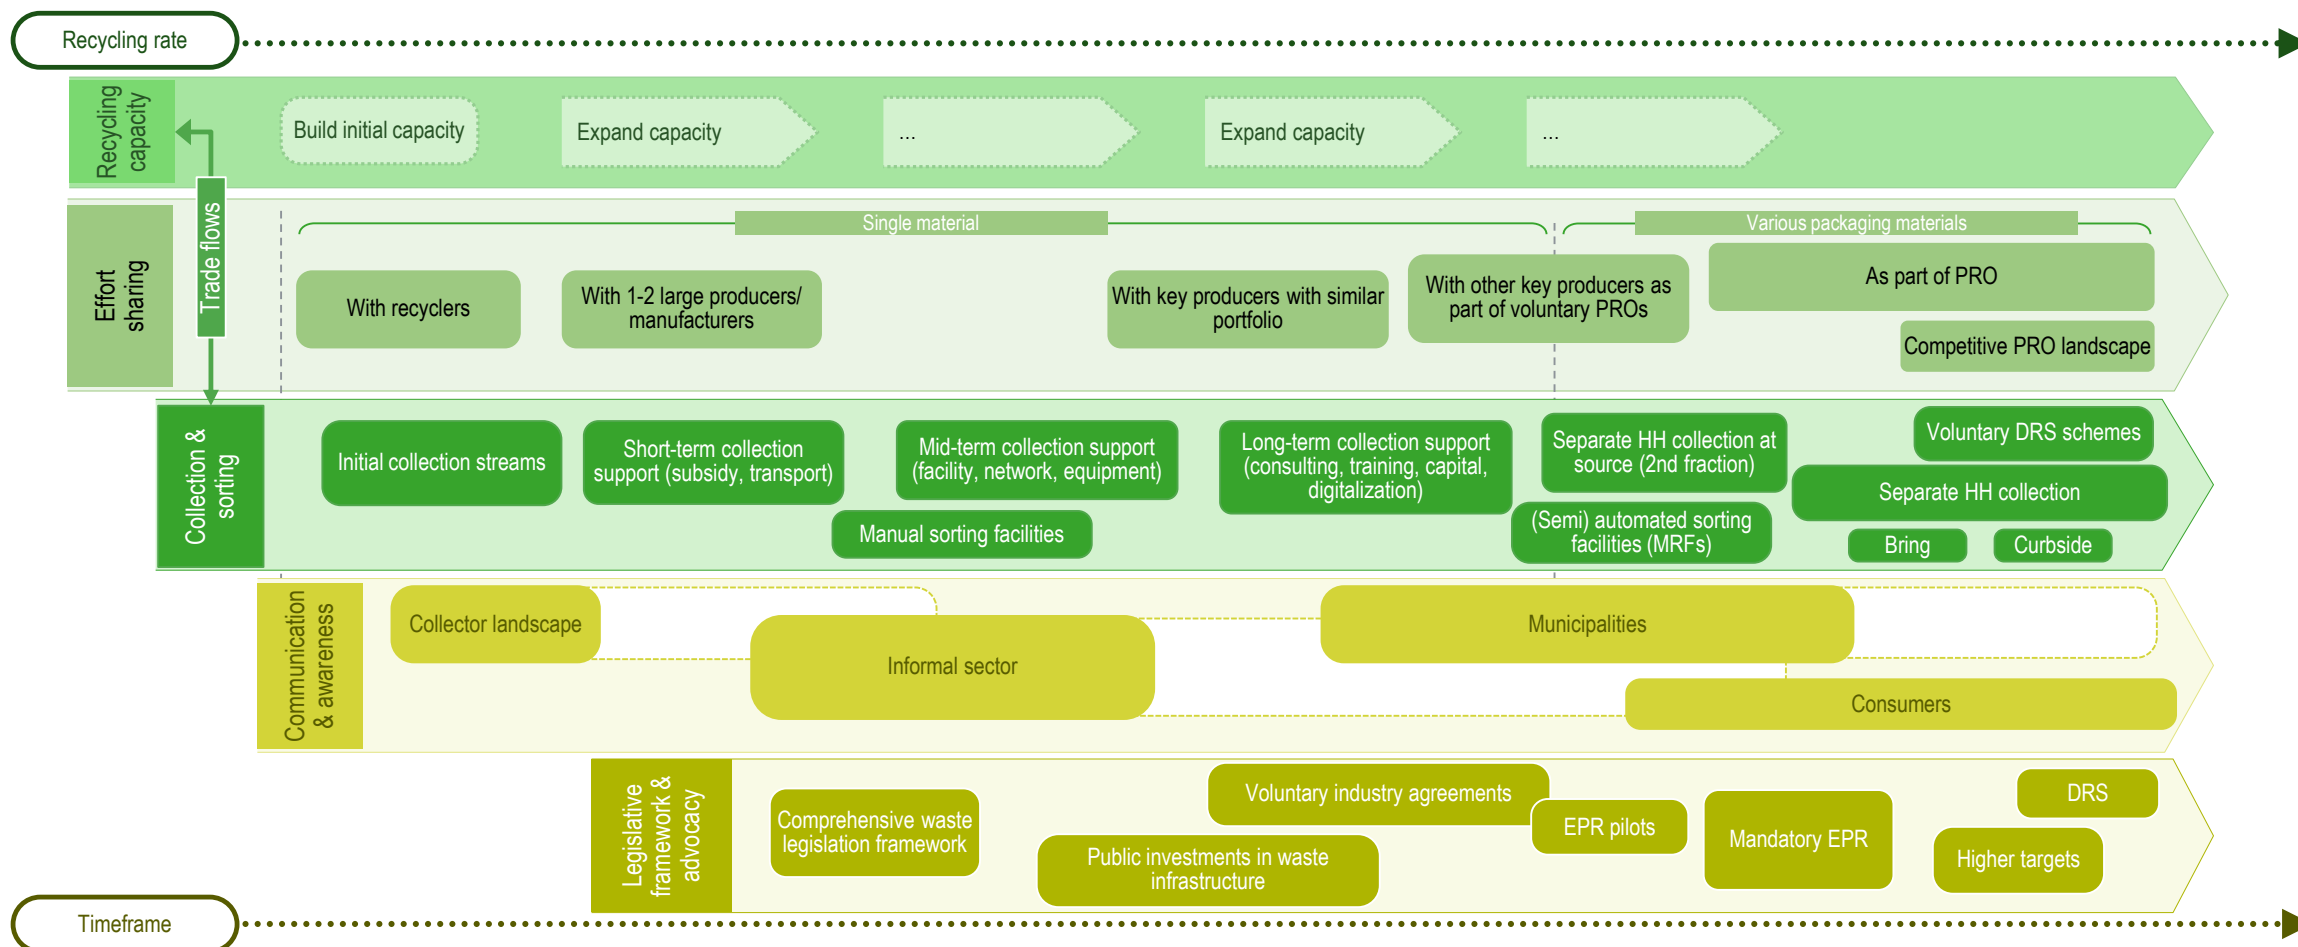 Recycling rate
Recycling
capacity
Build initial capacity
Expand capacity
...
Expand capacity
...
Trade flows
Effort
sharing
Single material
Various packaging materials
With recyclers
With 1-2 large producers/
manufacturers
With key producers with similar
portfolio
With other key producers as
part of voluntary PROs
As part of PRO
Competitive PRO landscape
Collection &
sorting
Initial collection streams
Short-term collection
support (subsidy, transport)
Mid-term collection support
(facility, network, equipment)
Manual sorting facilities
Long-term collection support
(consulting, training, capital,
digitalization)
Separate HH collection at
source (2nd fraction)
(Semi) automated sorting
facilities (MRFs)
Voluntary DRS schemes
Separate HH collection
Bring
Curbside
Communication
& awareness
Collector landscape
Informal sector
Municipalities
Consumers
Legislative
framework &
advocacy
Comprehensive waste
legislation framework
Public investments in waste
infrastructure
Voluntary industry agreements
EPR pilots
Mandatory EPR
DRS
Higher targets
Timeframe